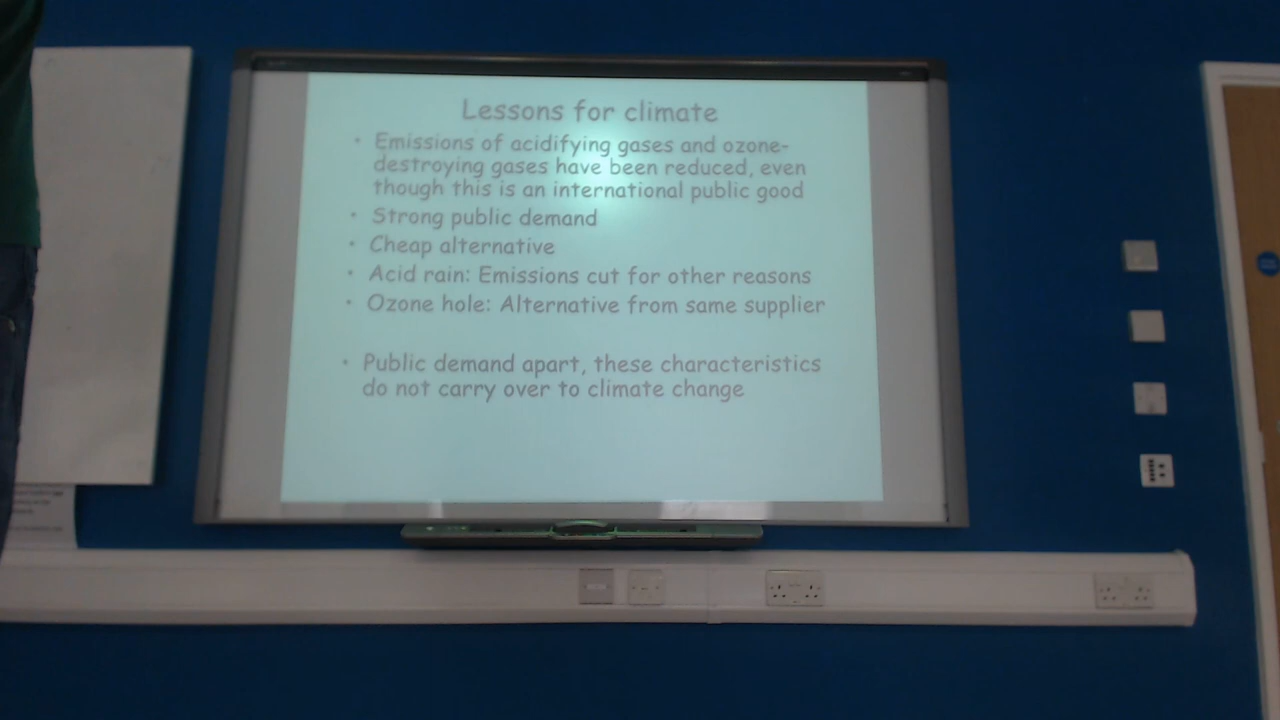 Lessons for climate
• Emissions of acidifying gases and ozone-
destroying gases have been reduced, even
though this is an international public good
• Strong public demand
• Cheap alternative
• Acid rain: Emissions cut for other reasons
• Ozone hole: Alternative from same supplier
• Public demand apart, these characteristics
do not carry over to climate change